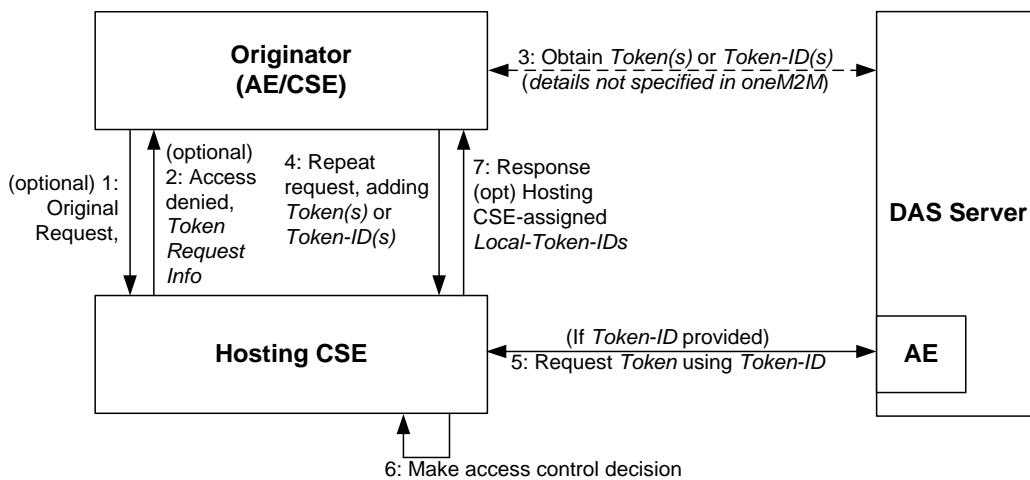 Originator
(AE/CSE)
3: Obtain Token(s) or Token-ID(s)
(details not specified in oneM2M)
(optional) 1:
Original
Request,
(optional)
2: Access
denied,
Token
Request
Info
4: Repeat
request, adding
Token(s) or
Token-ID(s)
7: Response
(opt) Hosting
CSE-assigned
Local-Token-IDs
DAS Server
Hosting CSE
(If Token-ID provided)
5: Request Token using Token-ID
AE
6: Make access control decision